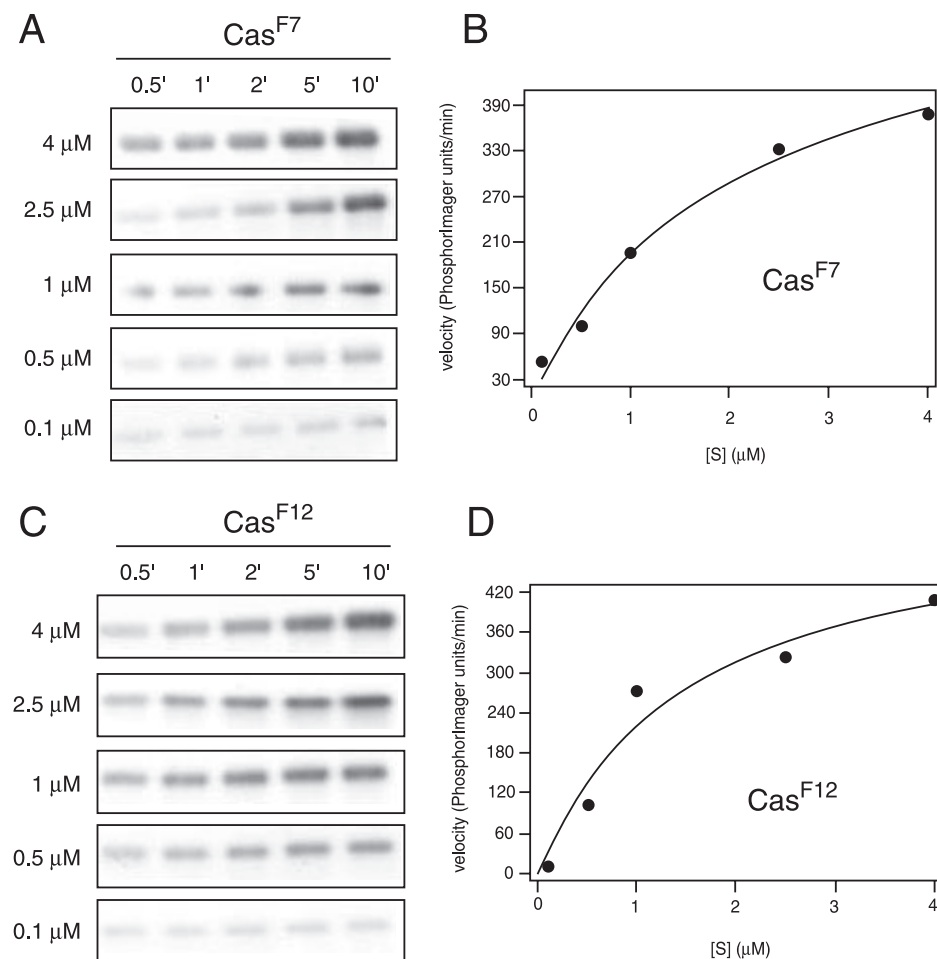 A
Cas^F7
0.5' 1' 2' 5' 10'
4 μM
2.5 μM
1 μM
0.5 μM
0.1 μM
B
velocity (PhosphorImager units/min)
390
330
270
210
150
90
30
Cas^F7
0 1 2 3 4
[S] (μM)
C
Cas^F12
0.5' 1' 2' 5' 10'
4 μM
2.5 μM
1 μM
0.5 μM
0.1 μM
D
velocity (PhosphorImager units/min)
420
360
300
240
180
120
60
0
Cas^F12
0 1 2 3 4
[S] (μM)